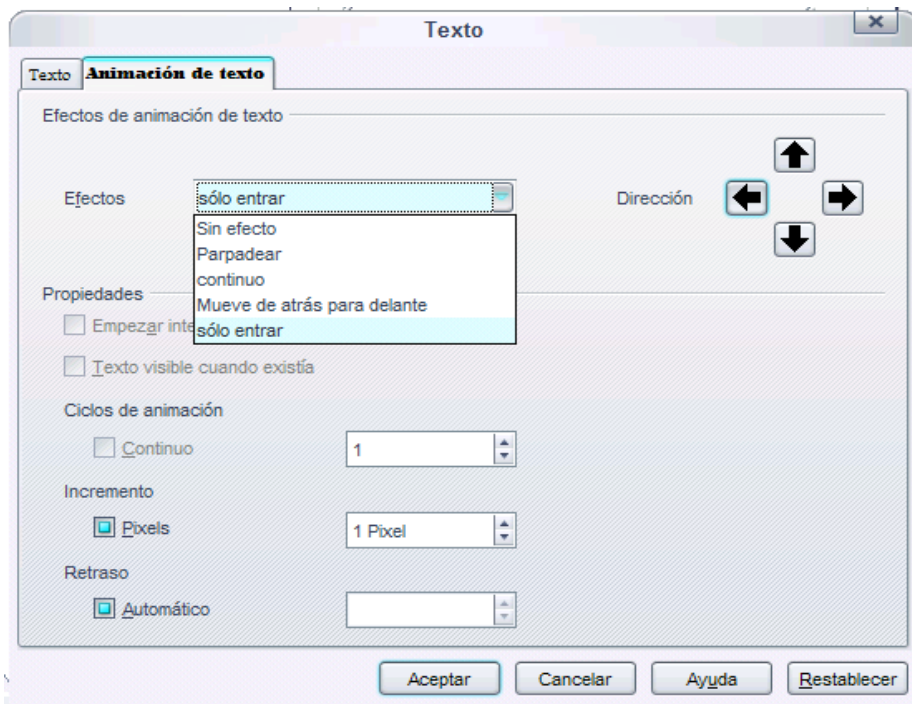 Texto
Texto Animación de texto
Efectos de animación de texto
Efectos sólo entrar Dirección
Sin efecto
Parpadear
continuo
Mueve de atrás para delante
sólo entrar
Propiedades
Empezar inte
Texto visible cuando existía
Ciclos de animación
Continuo 1
Incremento
Pixels 1 Pixel
Retraso
Automático
Aceptar Cancelar Ayuda Restablecer